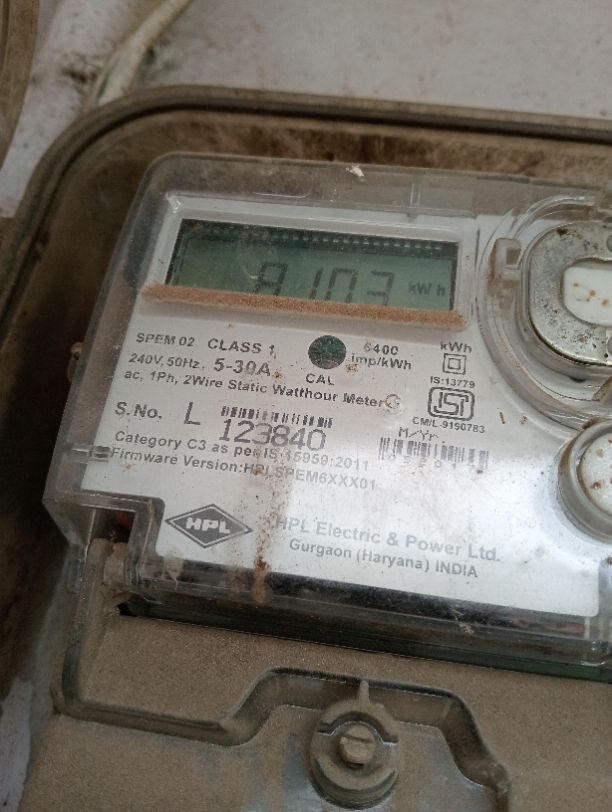 8103 kWh
SPEM 02 CLASS 1
6400
imp/kWh
kWh
240V, 50Hz, 5-30A
CAL
IS:13779
ac, 1Ph, 2Wire Static Watthour Meter
ISI
CM/L-9190783
S.No. L 123840
M/Yr
Category C3 as per IS:15959:2011
Firmware Version:HPLSPEM6XXX01
HPL
HPL Electric & Power Ltd.
Gurgaon (Haryana) INDIA